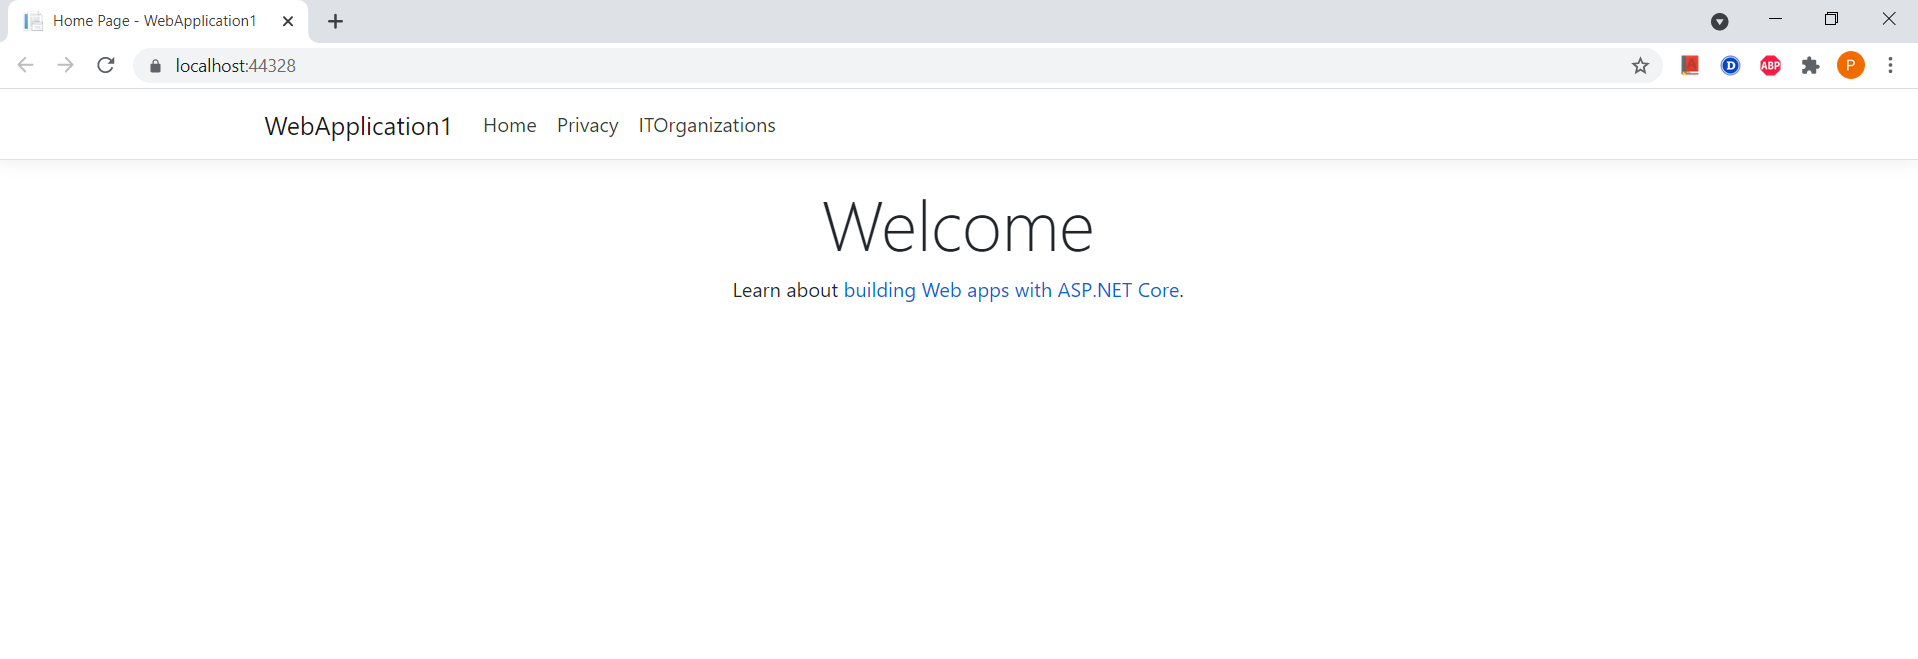 Home Page - WebApplication1
localhost:44328
A
D
ABP
P
WebApplication1 Home Privacy ITOrganizations
Welcome
Learn about building Web apps with ASP.NET Core.